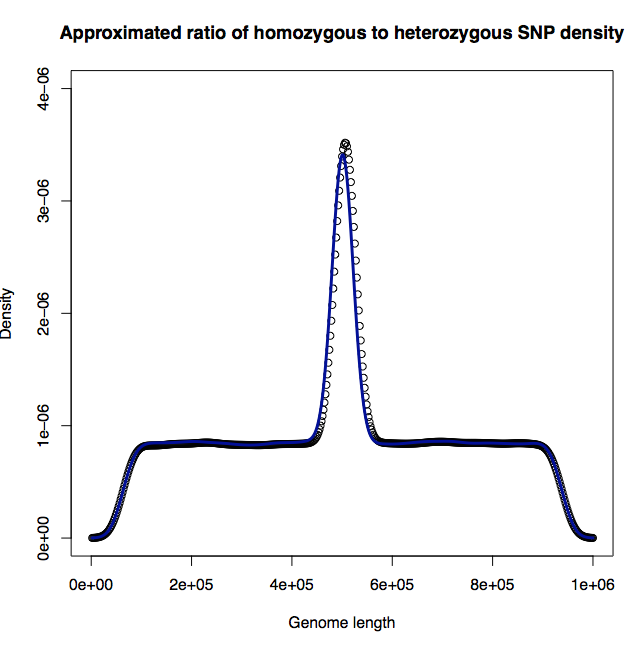 Approximated ratio of homozygous to heterozygous SNP density
4e-06
3e-06
2e-06
1e-06
0e+00
Density
0e+00 2e+05 4e+05 6e+05 8e+05 1e+06
Genome length